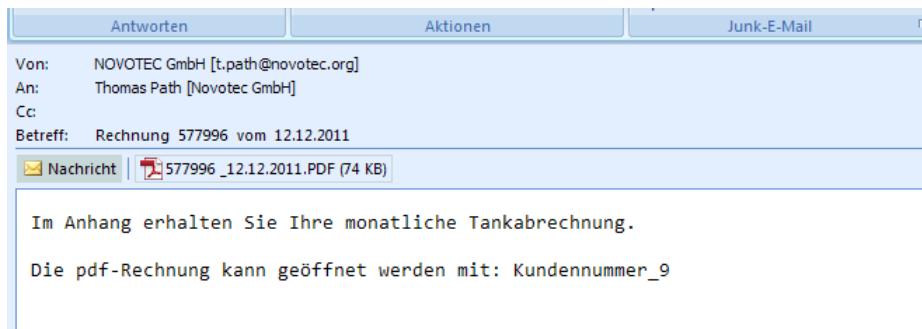 Antworten Aktionen Junk-E-Mail
Von: NOVOTEC GmbH [t.path@novotec.org]
An: Thomas Path [Novotec GmbH]
Cc:
Betreff: Rechnung 577996 vom 12.12.2011
Nachricht 577996 _12.12.2011.PDF (74 KB)
Im Anhang erhalten Sie Ihre monatliche Tankabrechnung.
Die pdf-Rechnung kann geöffnet werden mit: Kundennummer_9